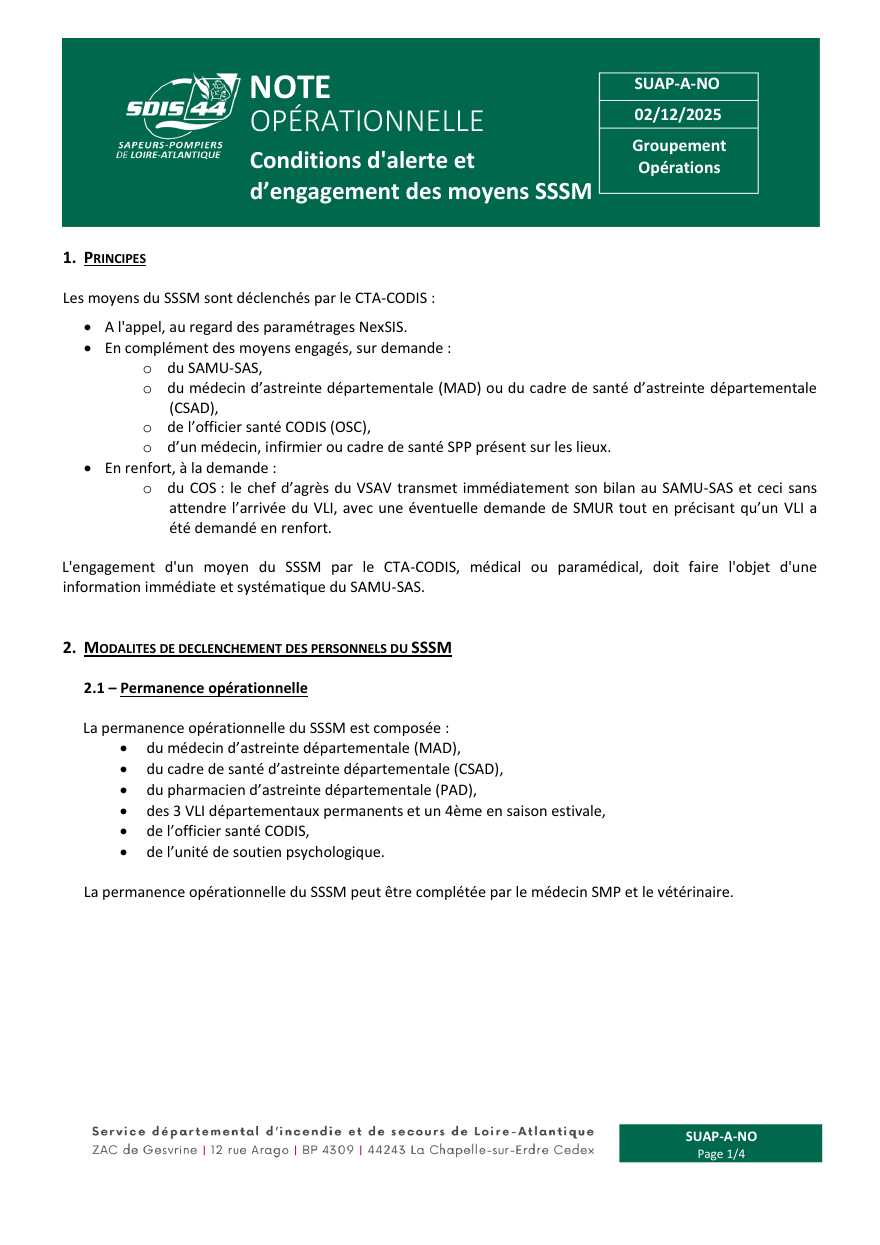 SDIS 44
SAPEURS-POMPIERS
DE LOIRE-ATLANTIQUE
NOTE
OPÉRATIONNELLE
Conditions d'alerte et
d’engagement des moyens SSSM
SUAP-A-NO
02/12/2025
Groupement
Opérations
1. PRINCIPES
Les moyens du SSSM sont déclenchés par le CTA-CODIS :
• A l'appel, au regard des paramétrages NexSIS.
• En complément des moyens engagés, sur demande :
o du SAMU-SAS,
o du médecin d’astreinte départementale (MAD) ou du cadre de santé d’astreinte départementale
(CSAD),
o de l’officier santé CODIS (OSC),
o d’un médecin, infirmier ou cadre de santé SPP présent sur les lieux.
• En renfort, à la demande :
o du COS : le chef d’agrès du VSAV transmet immédiatement son bilan au SAMU-SAS et ceci sans
attendre l’arrivée du VLI, avec une éventuelle demande de SMUR tout en précisant qu’un VLI a
été demandé en renfort.
L'engagement d'un moyen du SSSM par le CTA-CODIS, médical ou paramédical, doit faire l'objet d'une
information immédiate et systématique du SAMU-SAS.
2. MODALITES DE DECLENCHEMENT DES PERSONNELS DU SSSM
2.1 – Permanence opérationnelle
La permanence opérationnelle du SSSM est composée :
• du médecin d’astreinte départementale (MAD),
• du cadre de santé d’astreinte départementale (CSAD),
• du pharmacien d’astreinte départementale (PAD),
• des 3 VLI départementaux permanents et un 4ème en saison estivale,
• de l’officier santé CODIS,
• de l’unité de soutien psychologique.
La permanence opérationnelle du SSSM peut être complétée par le médecin SMP et le vétérinaire.
Service départemental d’incendie et de secours de Loire-Atlantique
ZAC de Gesvrine | 12 rue Arago | BP 4309 | 44243 La Chapelle-sur-Erdre Cedex
SUAP-A-NO
Page 1/4